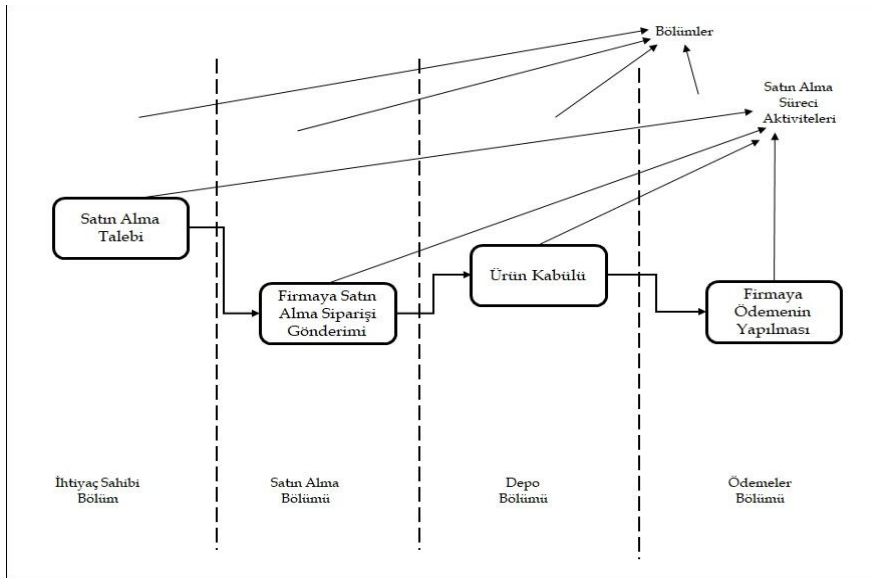 Bölümler
Satın Alma
Süreci
Aktiviteleri
Satın Alma
Talebi
Firmaya Satın
Alma Siparişi
Gönderimi
Ürün Kabülü
Firmaya
Ödemenin
Yapılması
İhtiyaç Sahibi
Bölüm
Satın Alma
Bölümü
Depo
Bölümü
Ödemeler
Bölümü